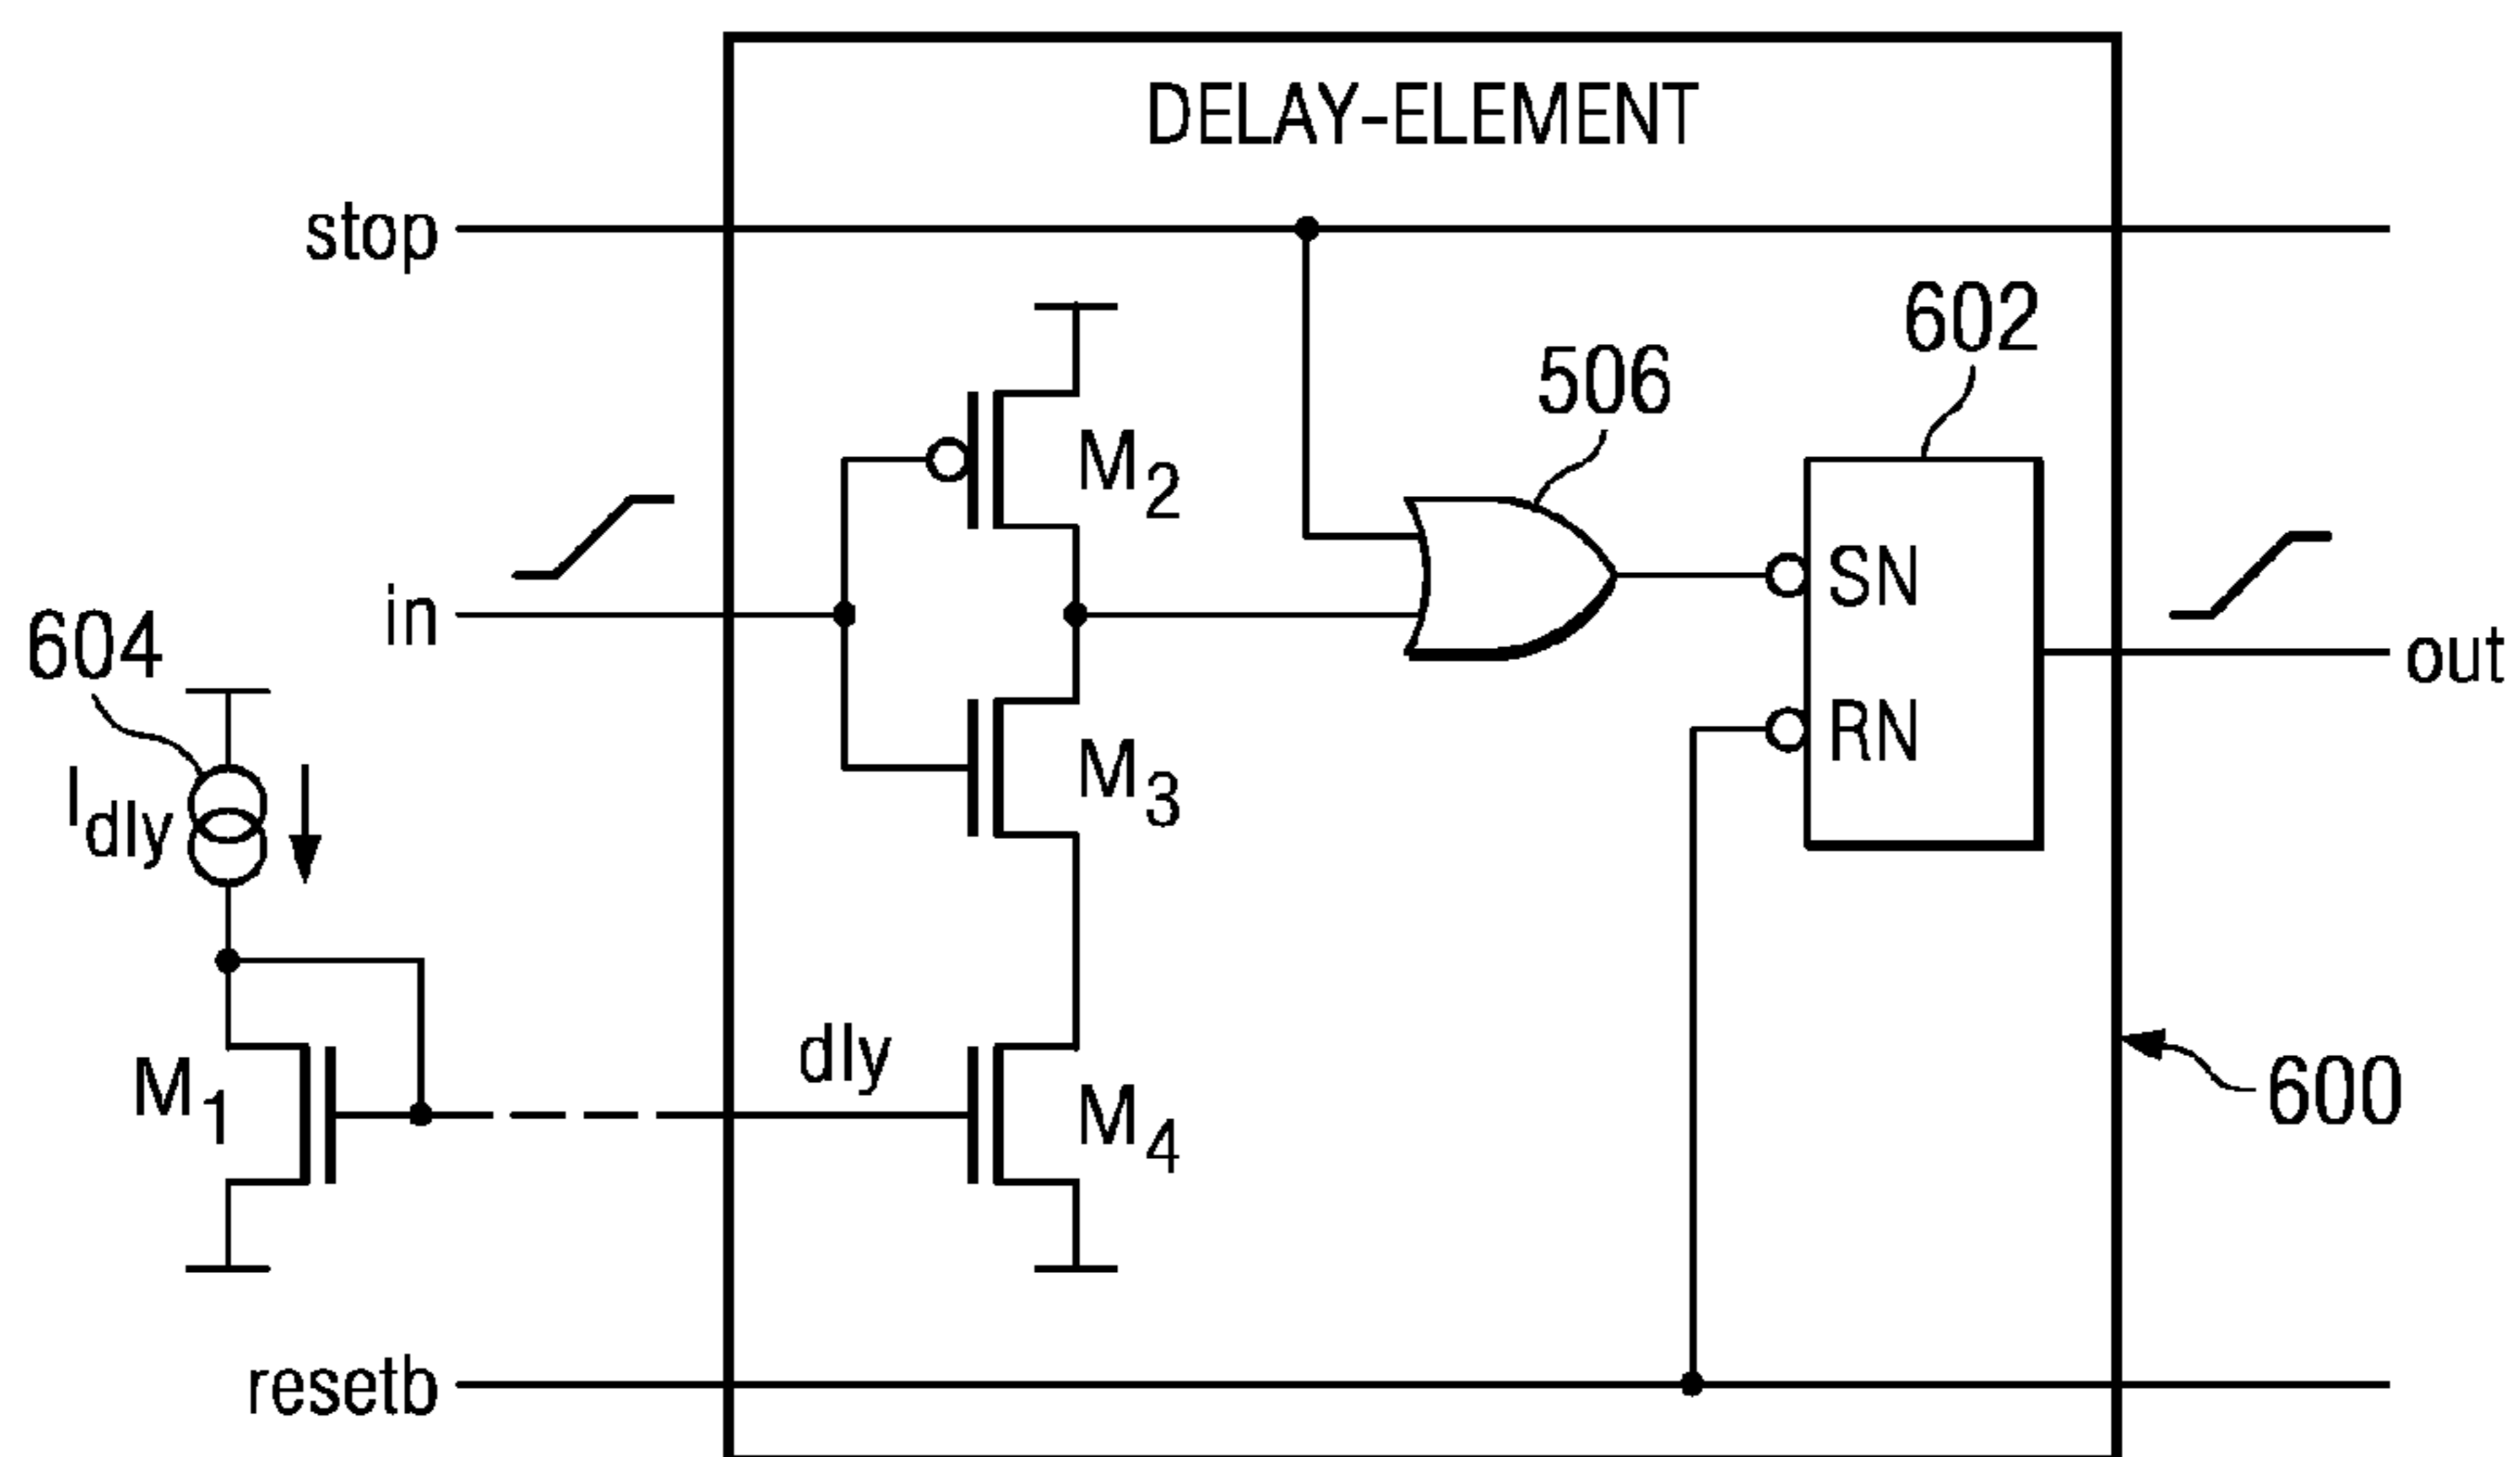 DELAY-ELEMENT
stop
602
506
M2
SN
in
604
out
RN
M3
Idly
dly
M1
M4
600
resetb